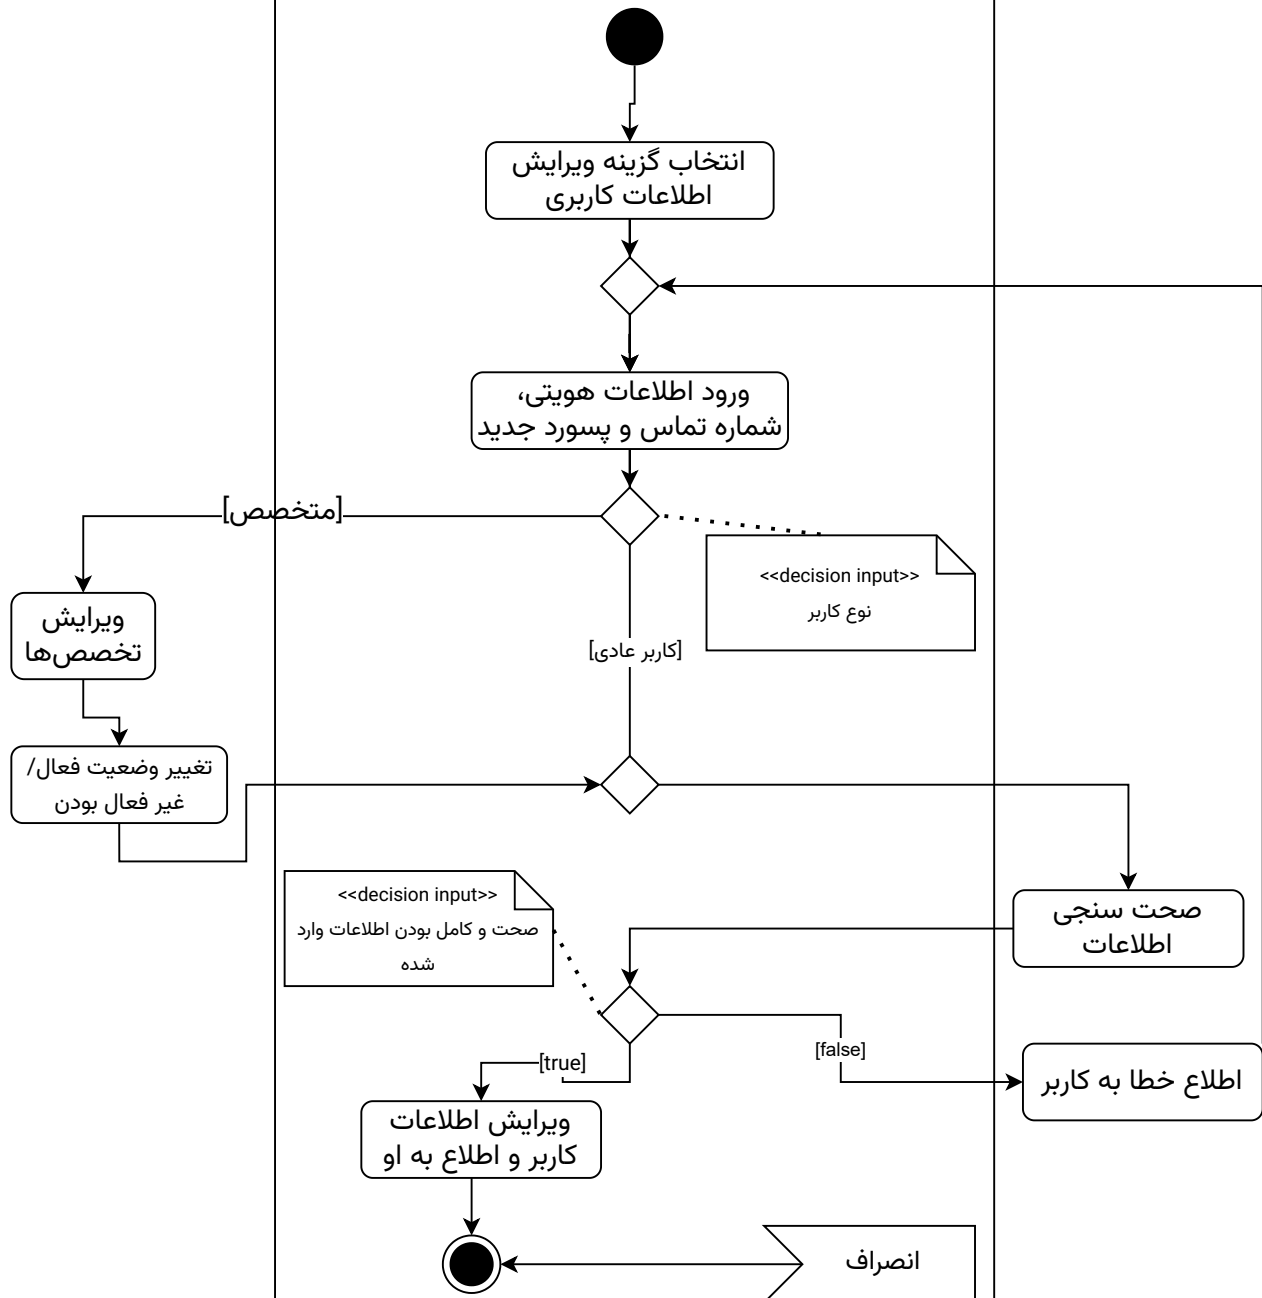 انتخاب گزینه ویرایش
اطلاعات کاربری
ورود اطلاعات هویتی،
شماره تماس و پسورد جدید
[متخصص]
<<decision input>>
نوع کاربر
ویرایش
تخصص‌ها
[کاربر عادی]
تغییر وضعیت فعال/
غیر فعال بودن
<<decision input>>
صحت و کامل بودن اطلاعات وارد
شده
صحت سنجی
اطلاعات
[false]
[true]
اطلاع خطا به کاربر
ویرایش اطلاعات
کاربر و اطلاع به او
انصراف